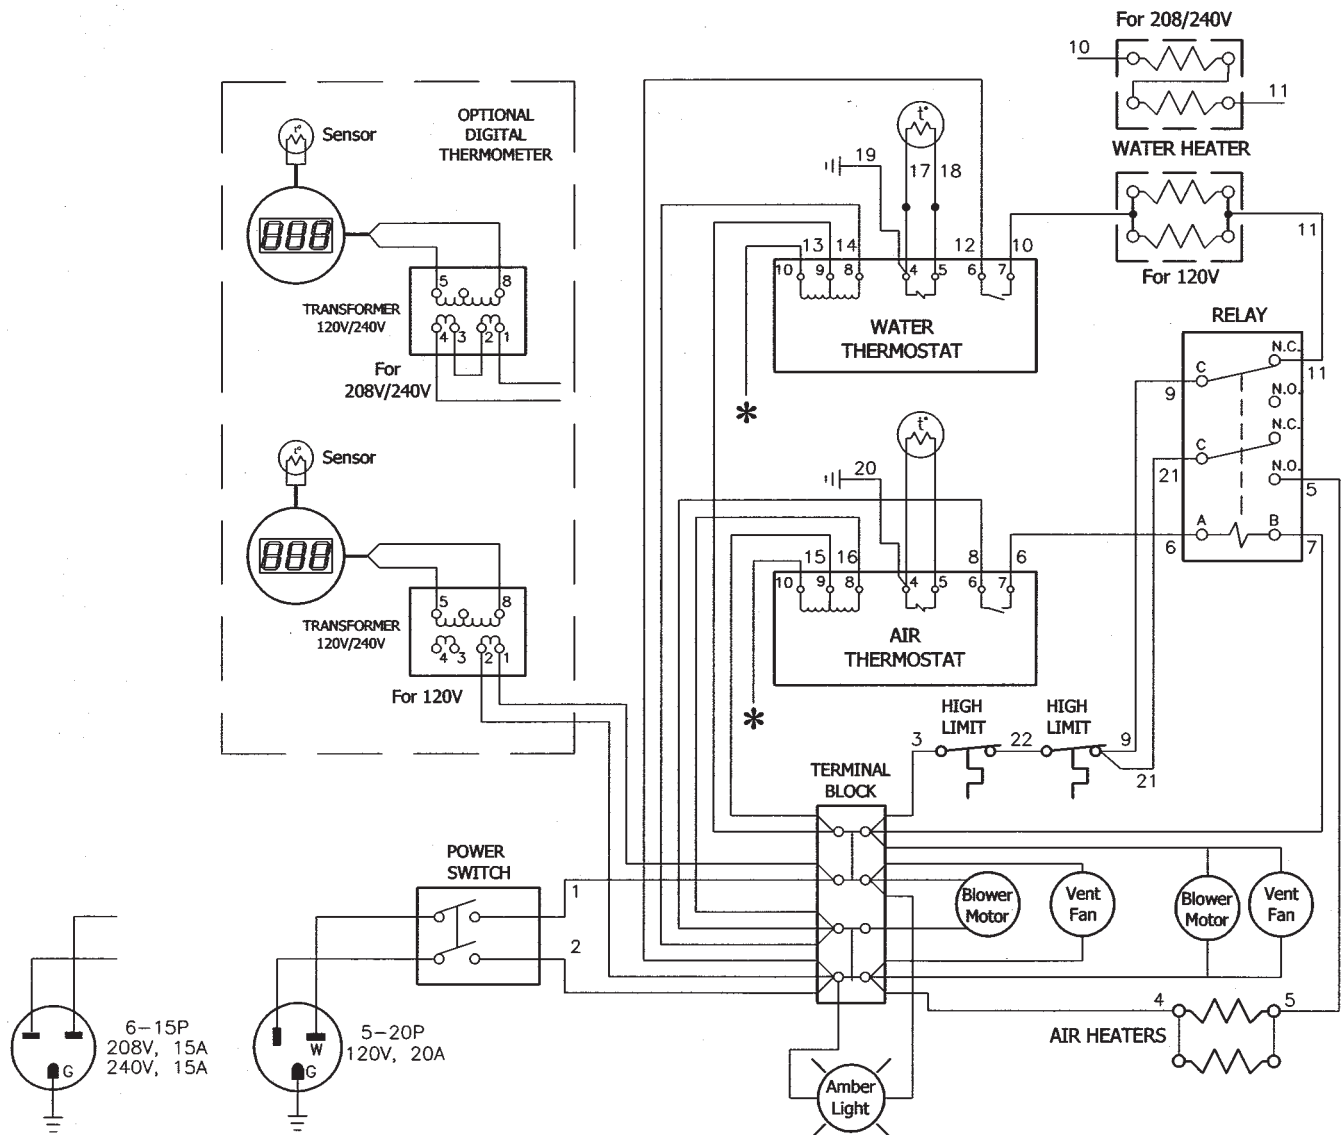 For 208/240V
10
11
WATER HEATER
For 120V
11
OPTIONAL
DIGITAL
THERMOMETER
t°
Sensor
888
5
8
TRANSFORMER
120V/240V
4
3
2
1
For
208V/240V
t°
19
17
18
13
14
12
10
10
9
8
4
5
6
7
WATER
THERMOSTAT
*
RELAY
N.C.
C
11
9
N.O.
N.C.
C
21
N.O.
5
A
B
6
7
t°
Sensor
888
5
8
TRANSFORMER
120V/240V
4
3
2
1
For 120V
t°
20
15
16
8
6
10
9
8
4
5
6
7
AIR
THERMOSTAT
*
HIGH
LIMIT
HIGH
LIMIT
3
22
9
21
TERMINAL
BLOCK
POWER
SWITCH
1
2
Blower
Motor
Vent
Fan
Blower
Motor
Vent
Fan
4
5
AIR HEATERS
6-15P
208V, 15A
240V, 15A
G
5-20P
120V, 20A
W
G
Amber
Light